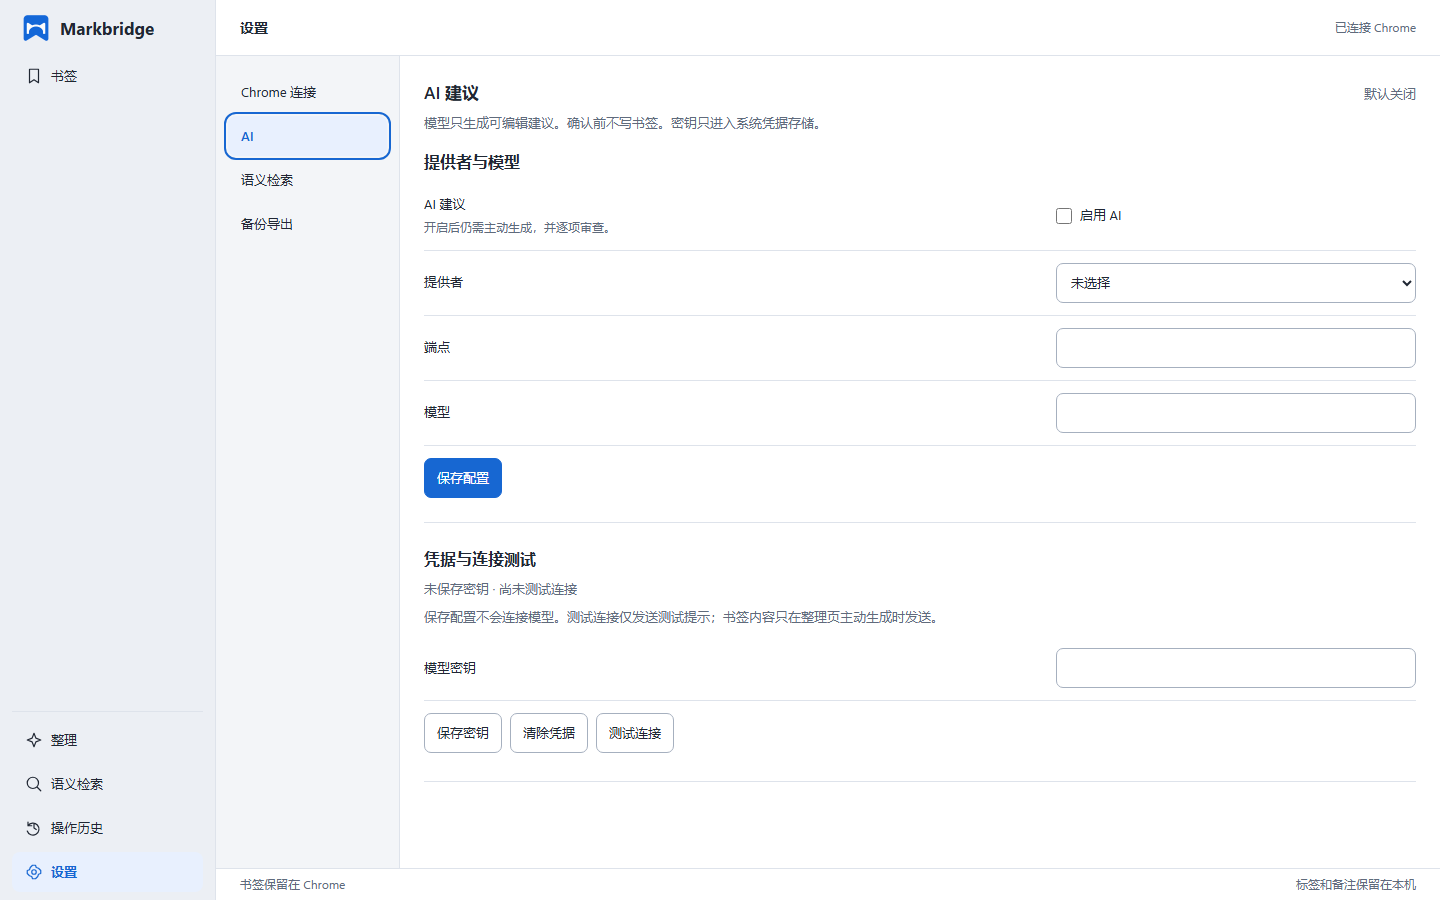 Markbridge
书签
整理
语义检索
操作历史
设置
设置
已连接 Chrome
Chrome 连接
AI
语义检索
备份导出
AI 建议
默认关闭
模型只生成可编辑建议。确认前不写书签。密钥只进入系统凭据存储。
提供者与模型
AI 建议
开启后仍需主动生成，并逐项审查。
启用 AI
提供者
未选择
端点
模型
保存配置
凭据与连接测试
未保存密钥 · 尚未测试连接
保存配置不会连接模型。测试连接仅发送测试提示；书签内容只在整理页主动生成时发送。
模型密钥
保存密钥
清除凭据
测试连接
书签保留在 Chrome
标签和备注保留在本机